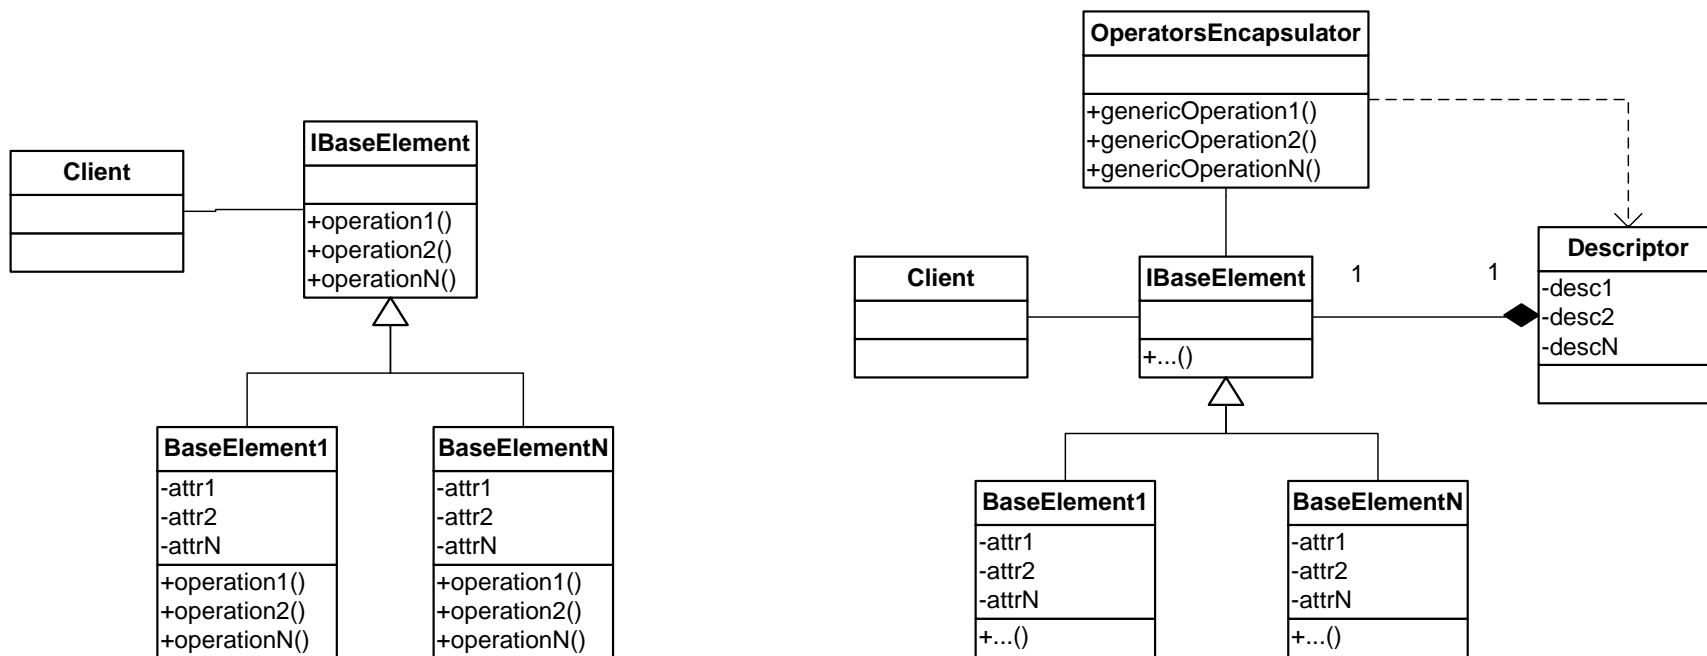 Client
IBaseElement
+operation1()
+operation2()
+operationN()
BaseElement1
-attr1
-attr2
-attrN
+operation1()
+operation2()
+operationN()
BaseElementN
-attr1
-attr2
-attrN
+operation1()
+operation2()
+operationN()
OperatorsEncapsulator
+genericOperation1()
+genericOperation2()
+genericOperationN()
Client
IBaseElement
+...()
1
1
Descriptor
-desc1
-desc2
-descN
BaseElement1
-attr1
-attr2
-attrN
+...()
BaseElementN
-attr1
-attr2
-attrN
+...()